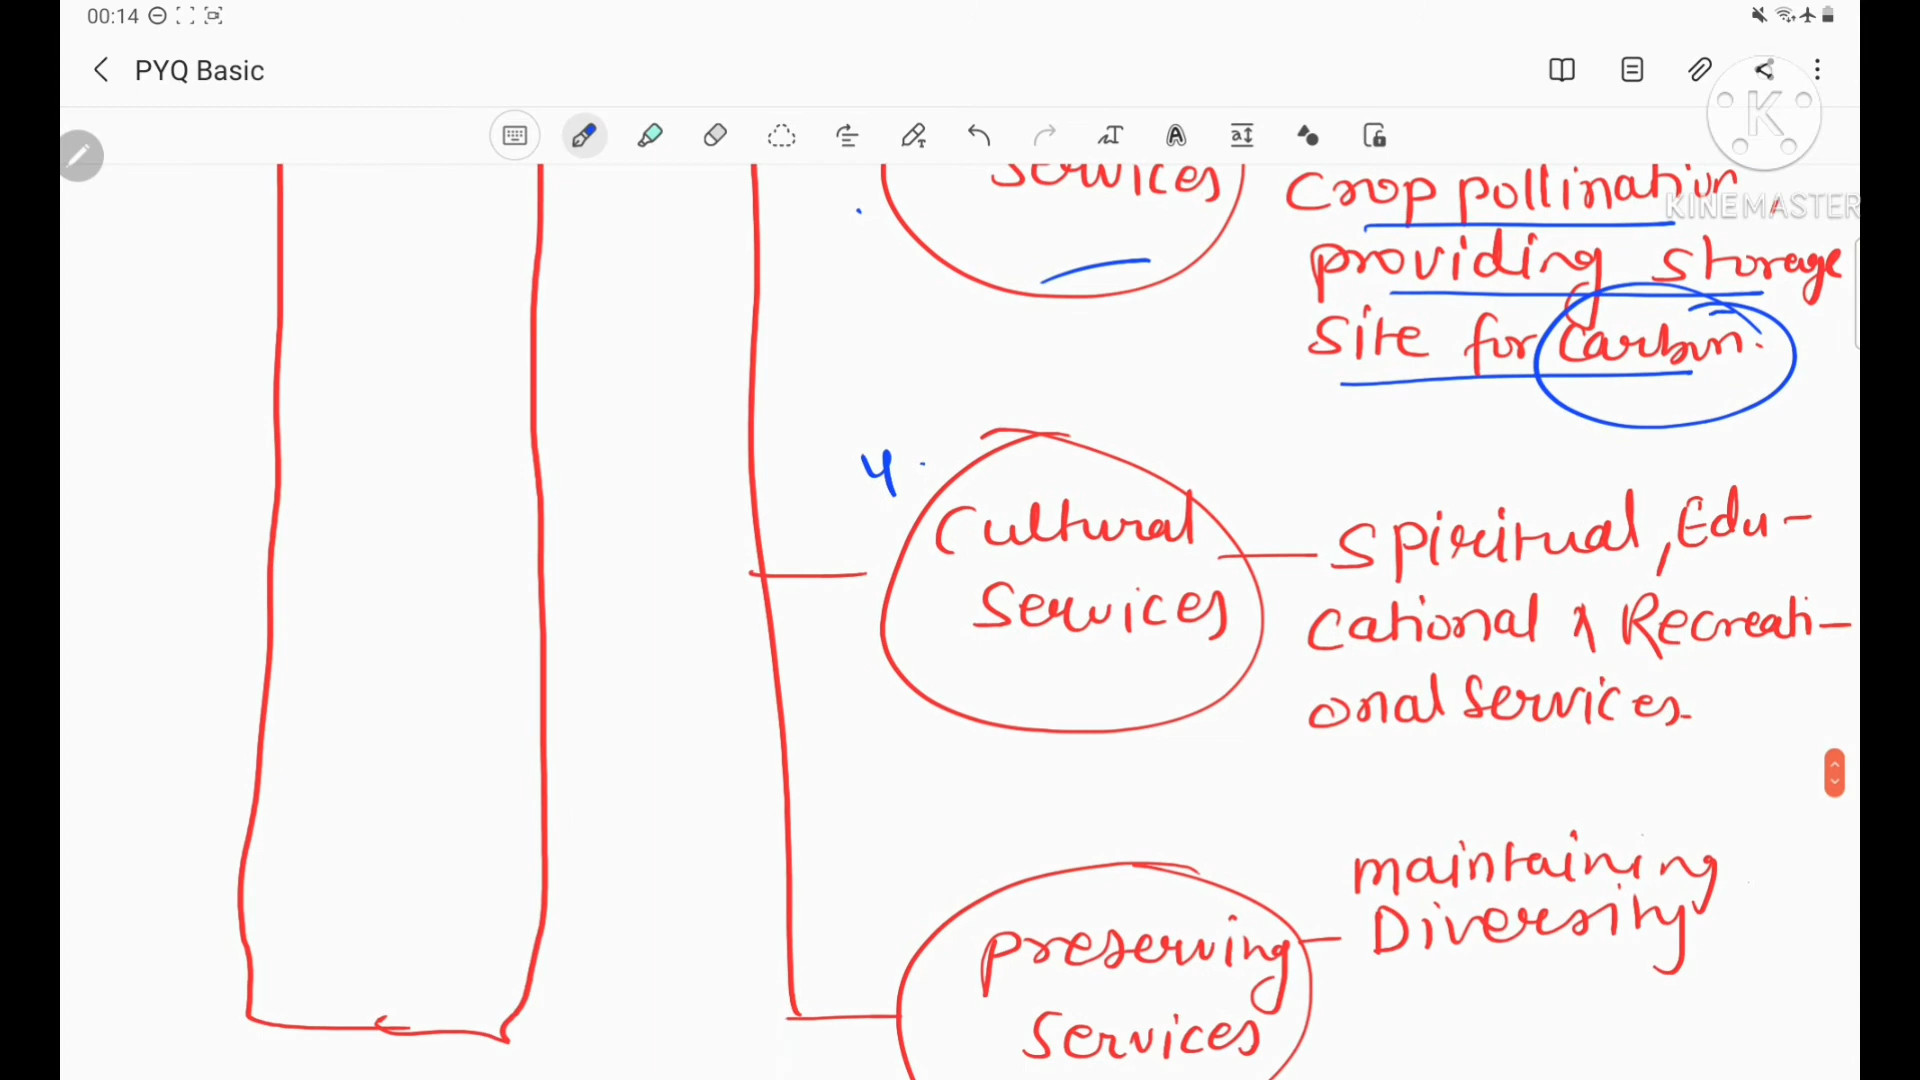 00:14
PYQ Basic
K
KINEMASTER
Services
Crop pollination
providing storage
site for Carbon.
4.
Cultural
Services
Spiritual, Edu-
cational & Recreati-
onal Services.
maintaining
Diversity
preserving
Services